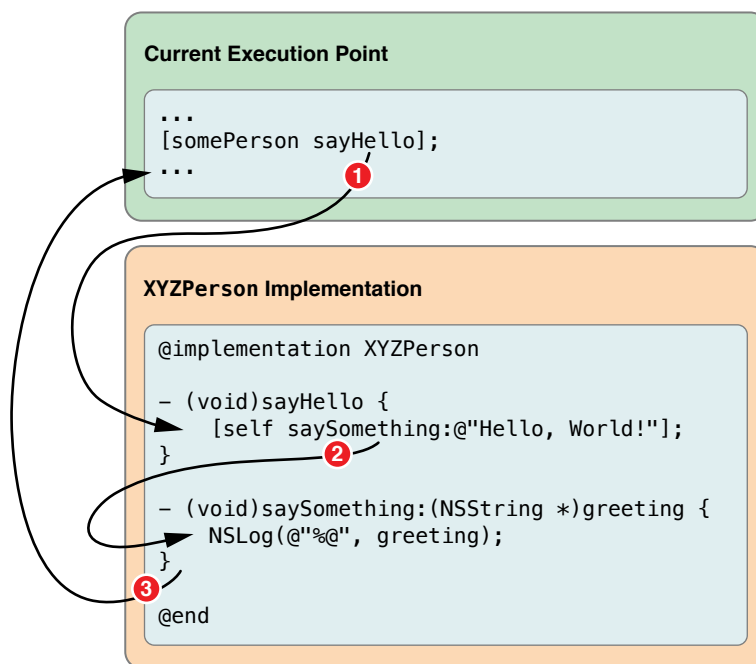 Current Execution Point
...
[somePerson sayHello];
...
1
XYZPerson Implementation
@implementation XYZPerson
- (void)sayHello {
[self saySomething:@"Hello, World!"];
}
2
- (void)saySomething:(NSString *)greeting {
NSLog(@"%@", greeting);
}
3
@end